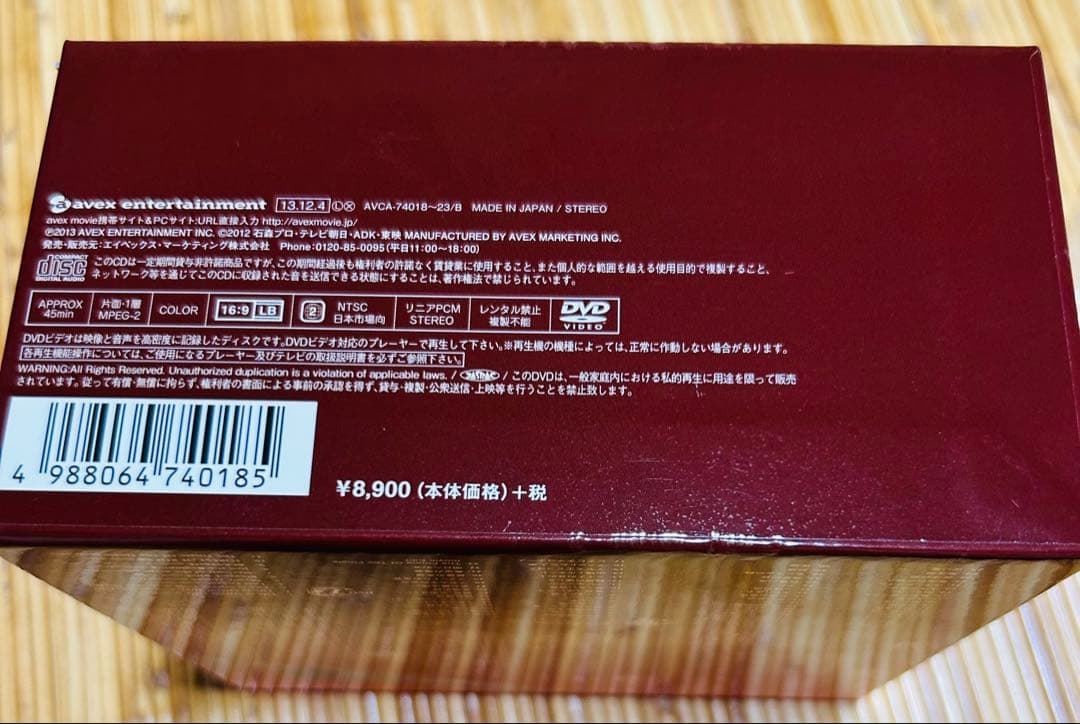 avex entertainment 13.12.4 Ⓛ AVCA-74018〜23/B MADE IN JAPAN / STEREO
avex movie携帯サイト&PCサイト:URL直接入力 http://avexmovie.jp/
Ⓟ2013 AVEX ENTERTAINMENT INC. ©2012 石森プロ・テレビ朝日・ADK・東映 MANUFACTURED BY AVEX MARKETING INC.
発売・販売元:エイベックス・マーケティング株式会社 Phone:0120-85-0095(平日11:00〜18:00)
COMPACT disc DIGITAL AUDIO
このCDは一定期間貸与非許諾商品ですが、この期間経過後も権利者の許諾なく賃貸業に使用すること、また個人的な範囲を越える使用目的で複製すること、
ネットワーク等を通じてこのCDに収録された音を送信できる状態にすることは、著作権法で禁じられています。
APPROX 45min 片面・1層 MPEG-2 COLOR 16:9 LB 2 NTSC 日本市場向 リニアPCM STEREO レンタル禁止 複製不能 DVD VIDEO
DVDビデオは映像と音声を高密度に記録したディスクです。DVDビデオ対応のプレーヤーで再生して下さい。※再生機の機種によっては、正常に作動しない場合があります。
各再生機能操作については、ご使用になるプレーヤー及びテレビの取扱説明書を必ずご参照下さい。
WARNING:All Rights Reserved. Unauthorized duplication is a violation of applicable laws. / JASRAC / このDVDは、一般家庭内における私的再生に用途を限って販売
されています。従って有償・無償に拘らず、権利者の書面による事前の承認を得ず、貸与・複製・公衆送信・上映等を行うことを禁止致します。
4 988064 740185
¥8,900(本体価格)+税